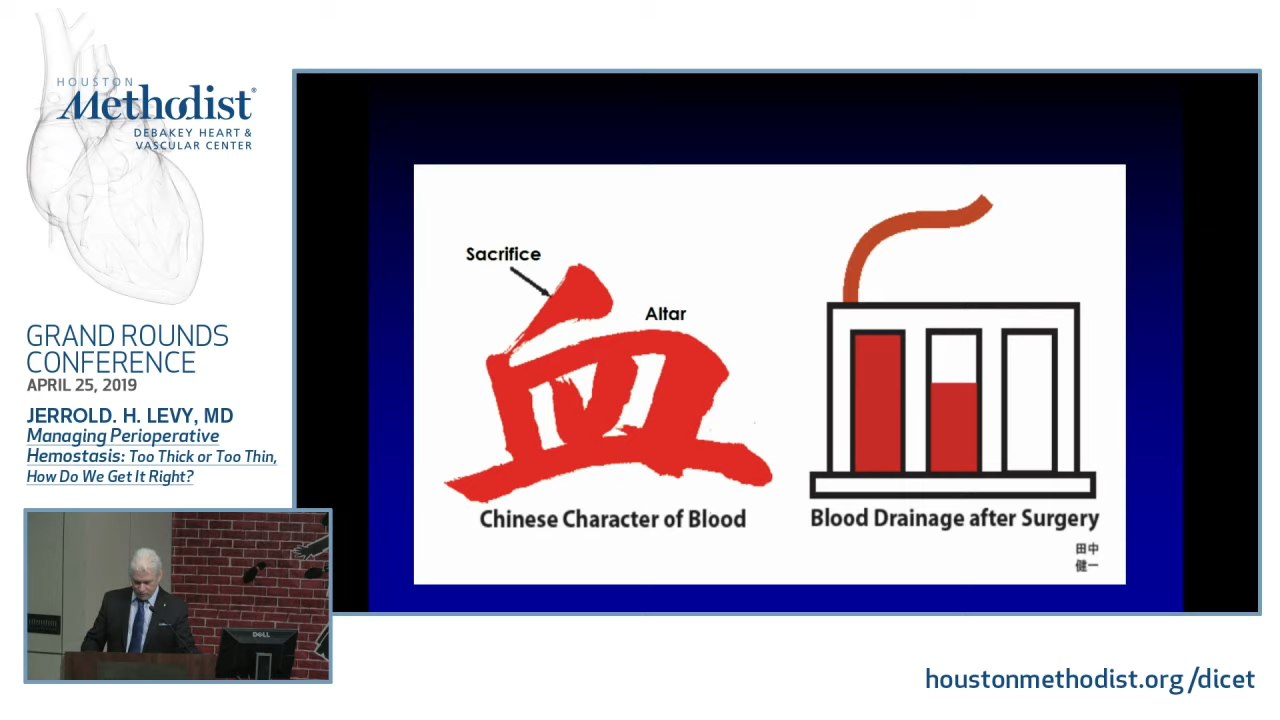 HOUSTON
Methodist®
DEBAKEY HEART &
VASCULAR CENTER
GRAND ROUNDS
CONFERENCE
APRIL 25, 2019
JERROLD. H. LEVY, MD
Managing Perioperative
Hemostasis: Too Thick or Too Thin,
How Do We Get It Right?
Sacrifice
Altar
血
Chinese Character of Blood
Blood Drainage after Surgery
田中
健一
DELL
houstonmethodist.org/dicet